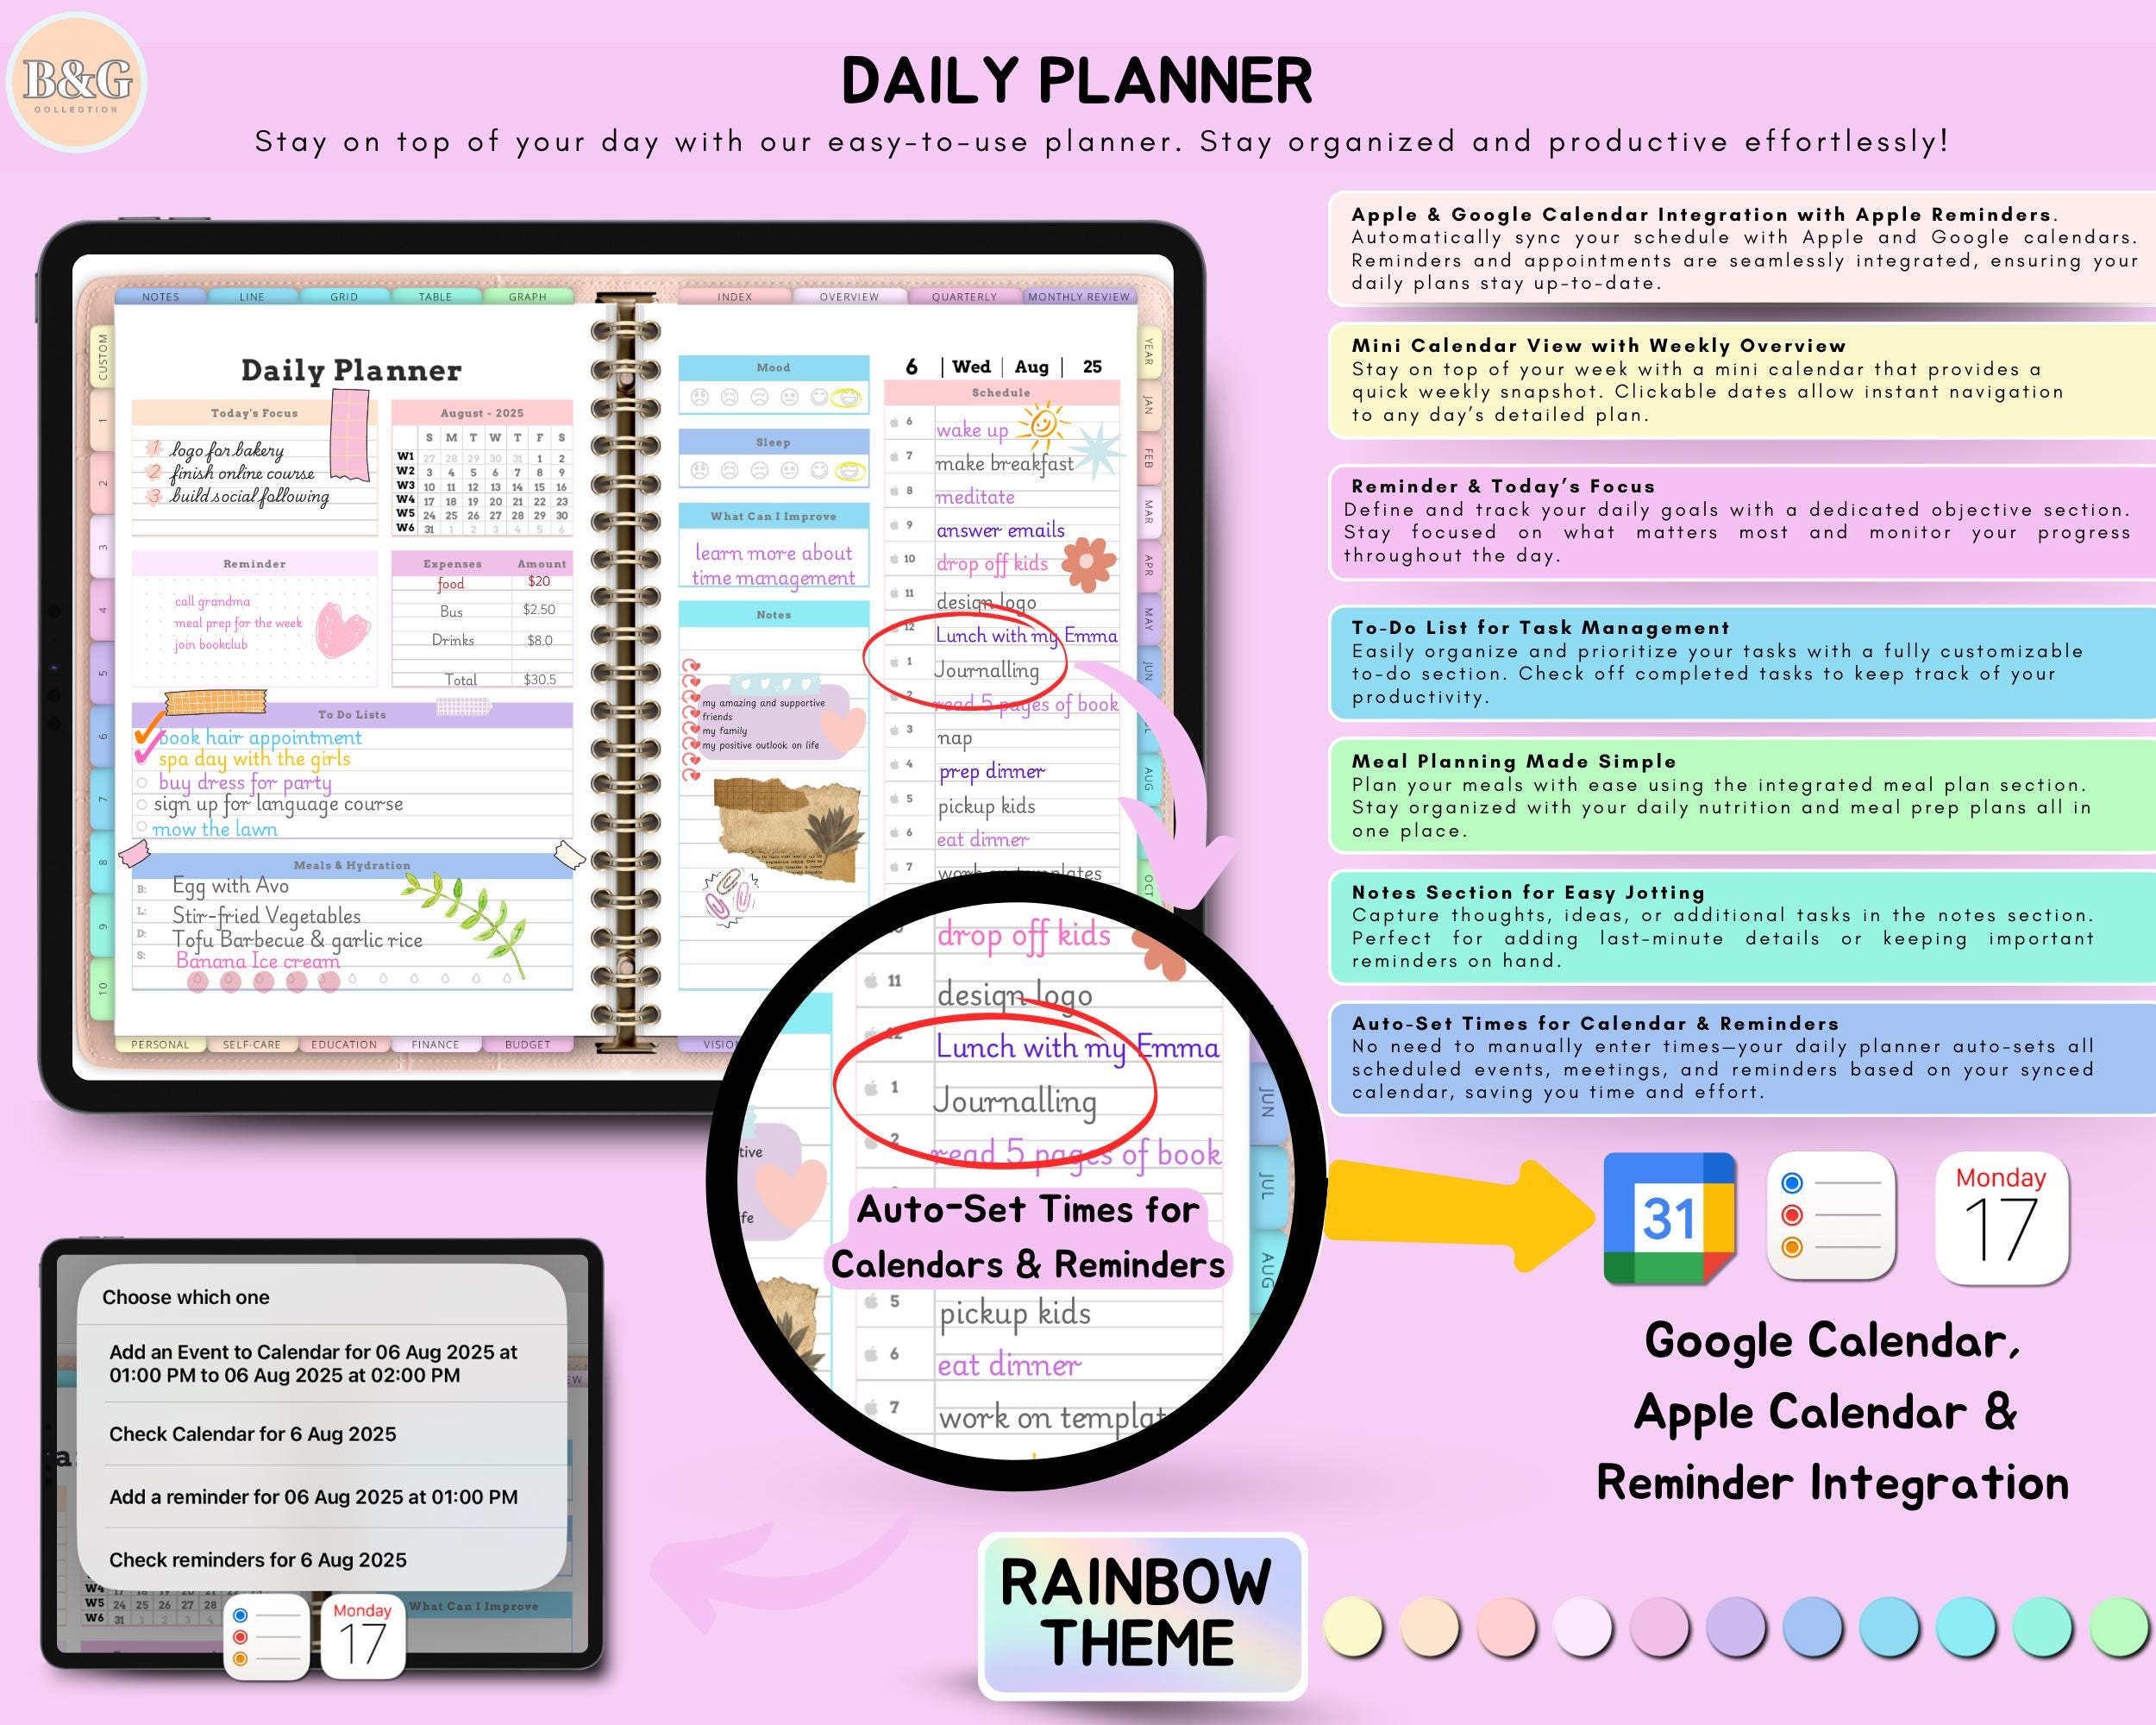 B&G
COLLECTION
DAILY PLANNER
Stay on top of your day with our easy-to-use planner. Stay organized and productive effortlessly!
NOTES
LINE
GRID
TABLE
GRAPH
INDEX
OVERVIEW
QUARTERLY
MONTHLY REVIEW
CUSTOM
1
2
3
4
5
6
7
8
9
10
Daily Planner
Today's Focus
1 logo for bakery
2 finish online course
3 build social following
August - 2025
S M T W T F S
W1 27 28 29 30 31 1 2
W2 3 4 5 6 7 8 9
W3 10 11 12 13 14 15 16
W4 17 18 19 20 21 22 23
W5 24 25 26 27 28 29 30
W6 31 1 2 3 4 5 6
Reminder
call grandma
meal prep for the week
join bookclub
Expenses Amount
food $20
Bus $2.50
Drinks $8.0
Total $30.5
To Do Lists
book hair appointment
spa day with the girls
buy dress for party
sign up for language course
mow the lawn
Meals & Hydration
B: Egg with Avo
L: Stir-fried Vegetables
D: Tofu Barbecue & garlic rice
S: Banana Ice cream
PERSONAL
SELF-CARE
EDUCATION
FINANCE
BUDGET
VISION
Mood
Sleep
What Can I Improve
learn more about
time management
Notes
my amazing and supportive
friends
my family
my positive outlook on life
6 | Wed | Aug | 25
Schedule
6 wake up
7 make breakfast
8 meditate
9 answer emails
10 drop off kids
11 design logo
12 Lunch with my Emma
1 Journalling
2 read 5 pages of book
3 nap
4 prep dinner
5 pickup kids
6 eat dinner
7 work on templates
YEAR
JAN
FEB
MAR
APR
MAY
JUN
JUL
AUG
OCT
drop off kids
11 design logo
12 Lunch with my Emma
1 Journalling
2 read 5 pages of book
Auto-Set Times for
Calendars & Reminders
5 pickup kids
6 eat dinner
7 work on templat
tive
ife
JUN
JUL
AUG
Apple & Google Calendar Integration with Apple Reminders.
Automatically sync your schedule with Apple and Google calendars.
Reminders and appointments are seamlessly integrated, ensuring your
daily plans stay up-to-date.
Mini Calendar View with Weekly Overview
Stay on top of your week with a mini calendar that provides a
quick weekly snapshot. Clickable dates allow instant navigation
to any day's detailed plan.
Reminder & Today's Focus
Define and track your daily goals with a dedicated objective section.
Stay focused on what matters most and monitor your progress
throughout the day.
To-Do List for Task Management
Easily organize and prioritize your tasks with a fully customizable
to-do section. Check off completed tasks to keep track of your
productivity.
Meal Planning Made Simple
Plan your meals with ease using the integrated meal plan section.
Stay organized with your daily nutrition and meal prep plans all in
one place.
Notes Section for Easy Jotting
Capture thoughts, ideas, or additional tasks in the notes section.
Perfect for adding last-minute details or keeping important
reminders on hand.
Auto-Set Times for Calendar & Reminders
No need to manually enter times—your daily planner auto-sets all
scheduled events, meetings, and reminders based on your synced
calendar, saving you time and effort.
31
Monday
17
Google Calendar,
Apple Calendar &
Reminder Integration
Choose which one
Add an Event to Calendar for 06 Aug 2025 at
01:00 PM to 06 Aug 2025 at 02:00 PM
Check Calendar for 6 Aug 2025
Add a reminder for 06 Aug 2025 at 01:00 PM
Check reminders for 6 Aug 2025
EW
W4 17 18 19 20 21 22 23
W5 24 25 26 27 28
W6 31 1 2 3 4
What Can I Improve
Monday
17
RAINBOW
THEME